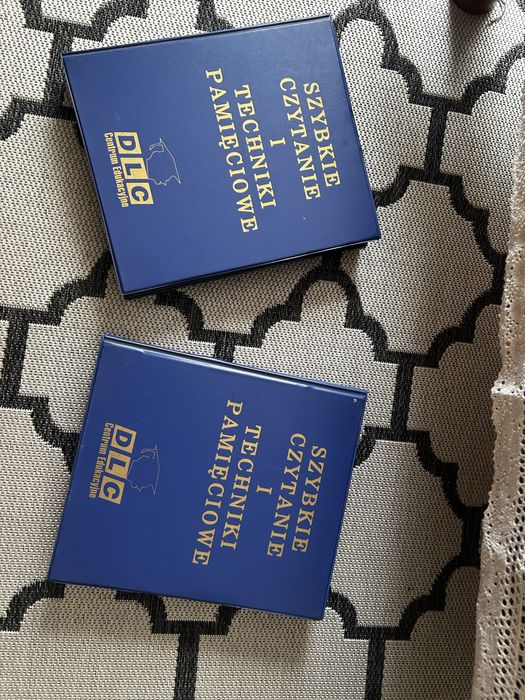 SZYBKIE
CZYTANIE
I
TECHNIKI
PAMIĘCIOWE
DLC
Centrum Edukacyjne
SZYBKIE
CZYTANIE
I
TECHNIKI
PAMIĘCIOWE
DLC
Centrum Edukacyjne